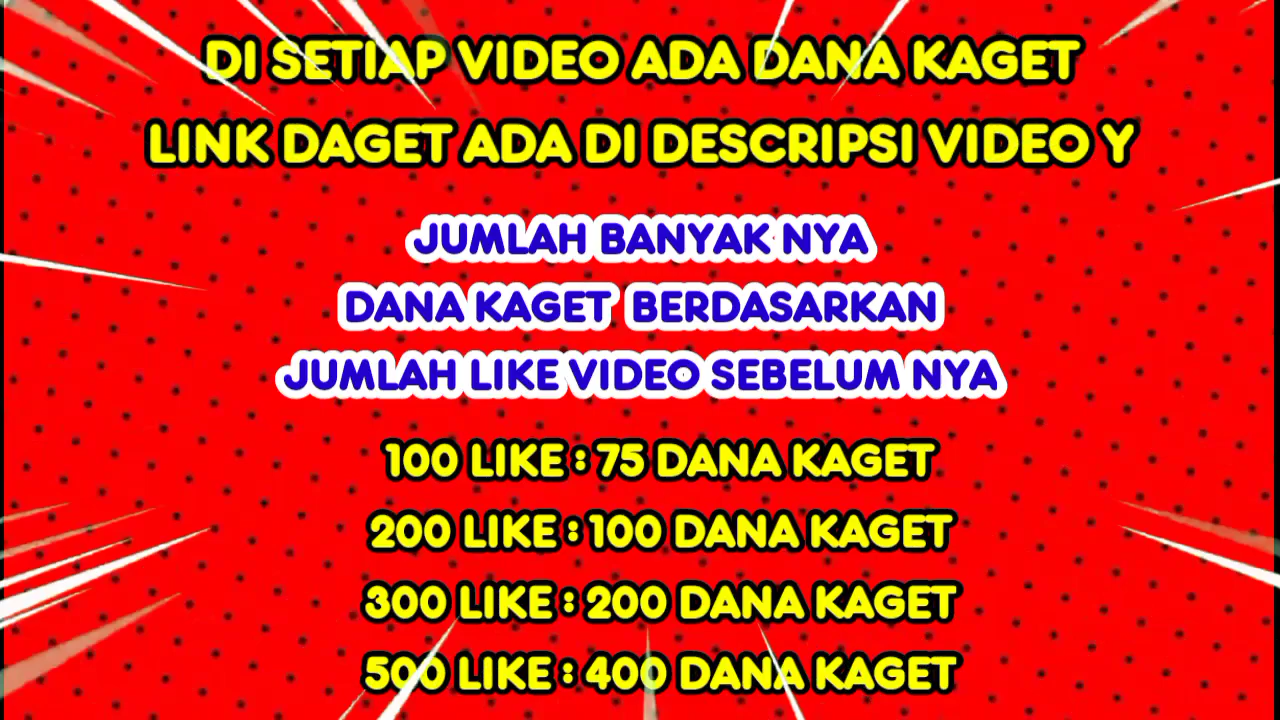 DI SETIAP VIDEO ADA DANA KAGET
LINK DAGET ADA DI DESCRIPSI VIDEO Y
JUMLAH BANYAK NYA
DANA KAGET BERDASARKAN
JUMLAH LIKE VIDEO SEBELUM NYA
100 LIKE : 75 DANA KAGET
200 LIKE : 100 DANA KAGET
300 LIKE : 200 DANA KAGET
500 LIKE : 400 DANA KAGET